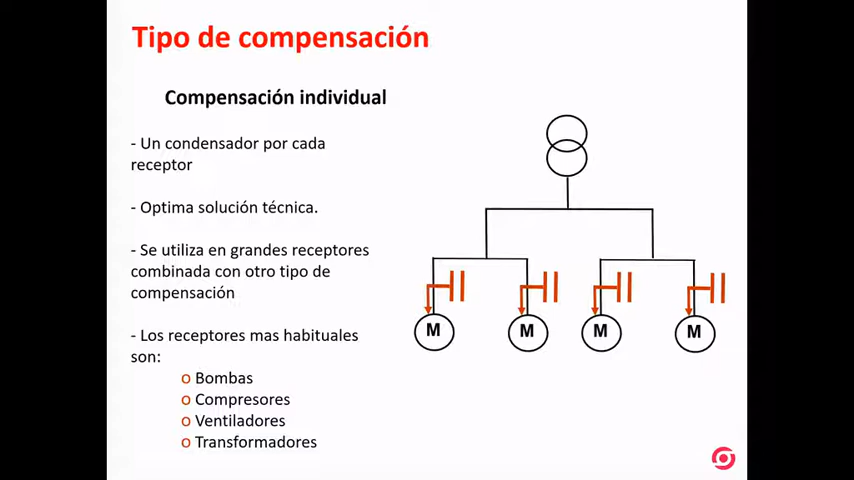 Tipo de compensación
Compensación individual
- Un condensador por cada
receptor
- Optima solución técnica.
- Se utiliza en grandes receptores
combinada con otro tipo de
compensación
- Los receptores mas habituales
son:
o Bombas
o Compresores
o Ventiladores
o Transformadores
M M M M